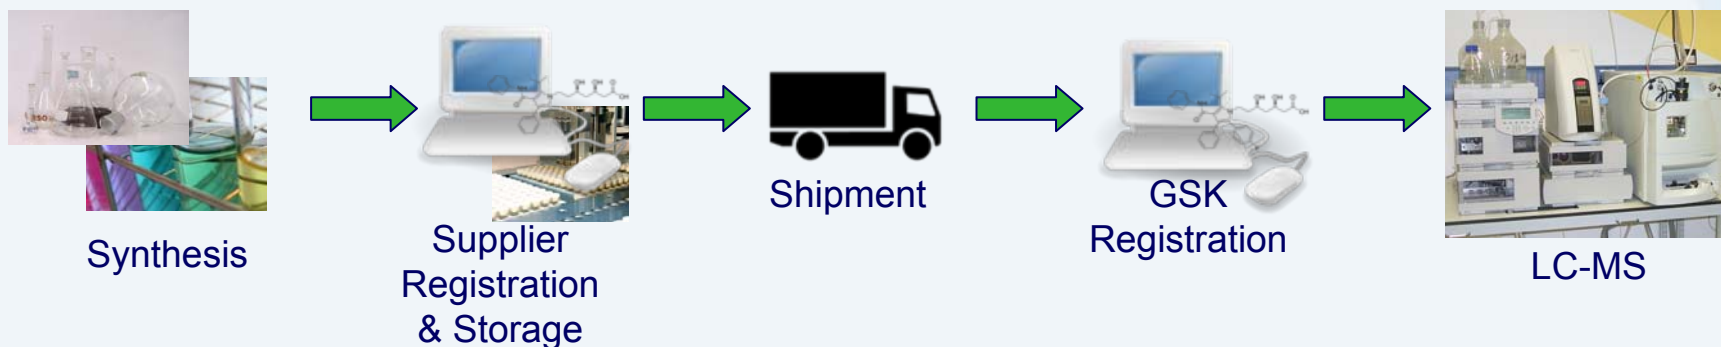 Synthesis
Supplier
Registration
& Storage
Shipment
GSK
Registration
LC-MS